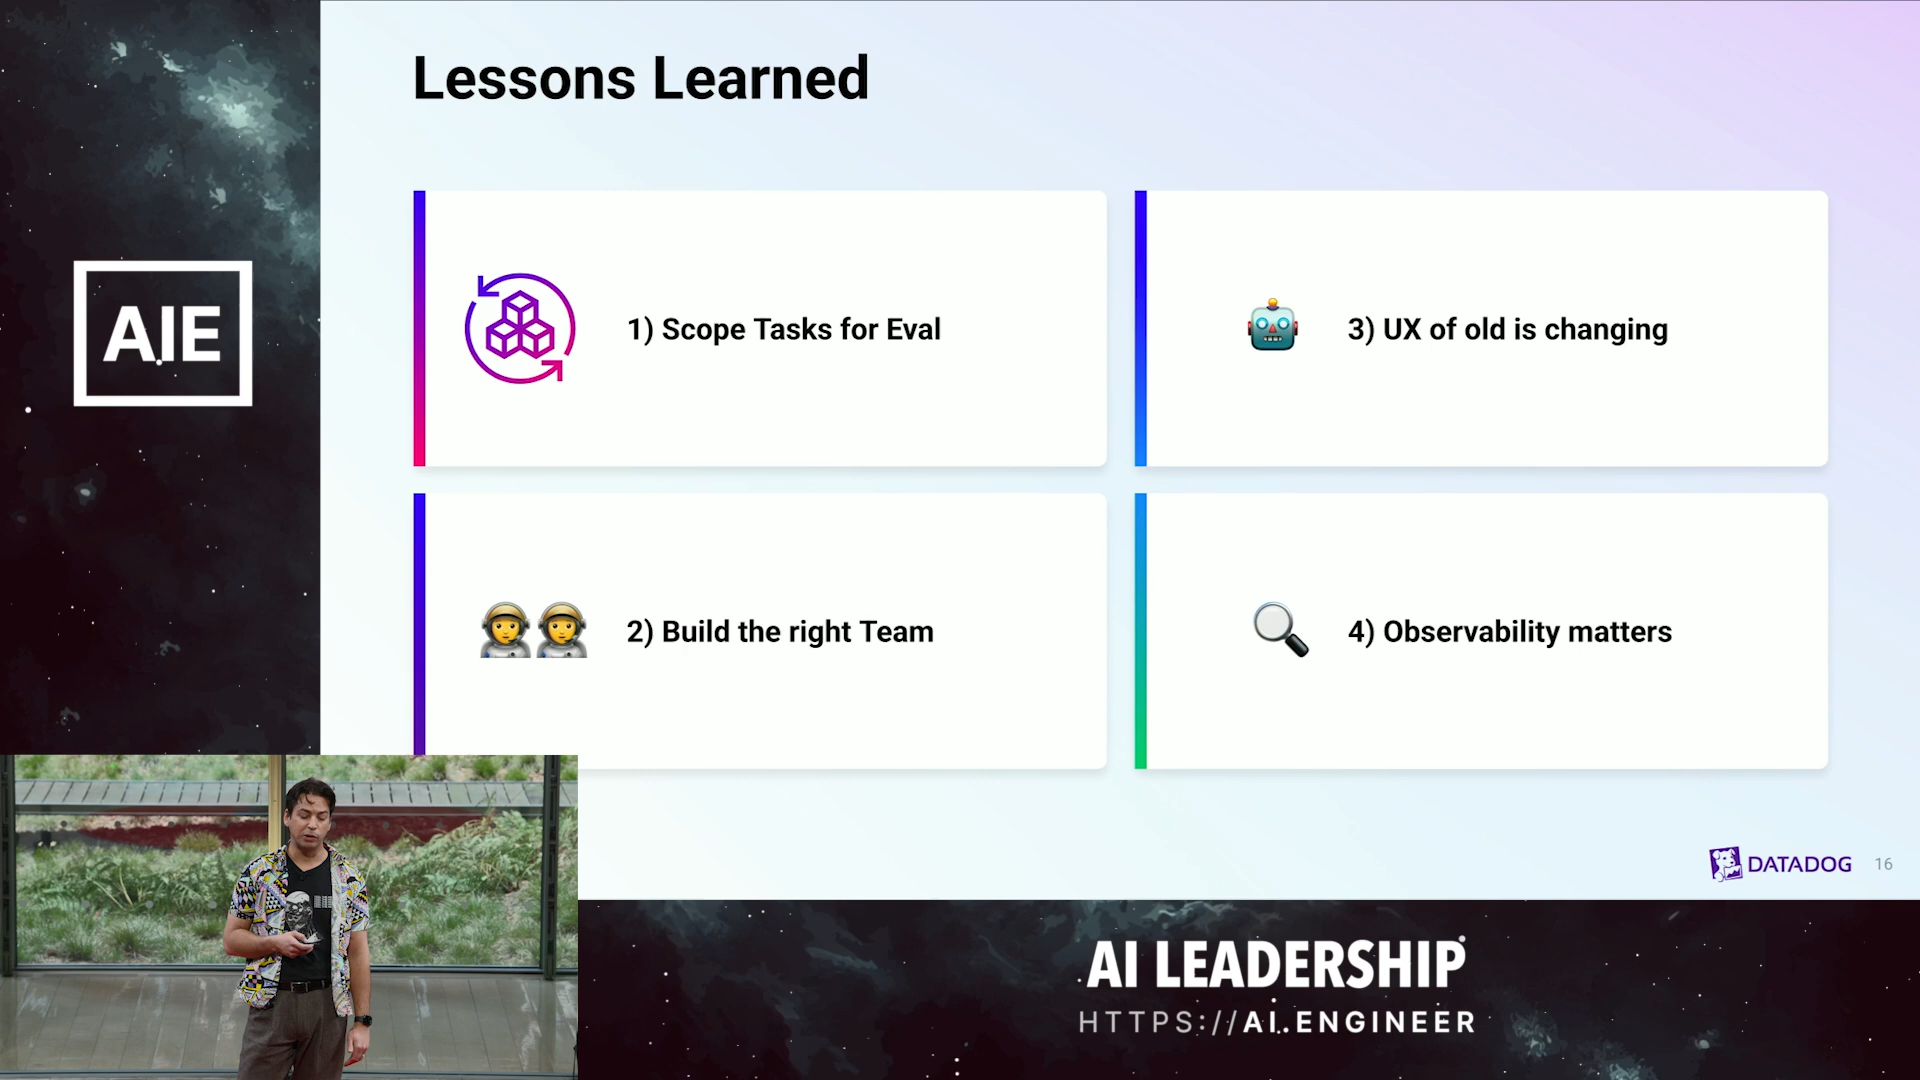 Lessons Learned
AIE
1) Scope Tasks for Eval
3) UX of old is changing
2) Build the right Team
4) Observability matters
DATADOG 16
AI LEADERSHIP
HTTPS://AI.ENGINEER